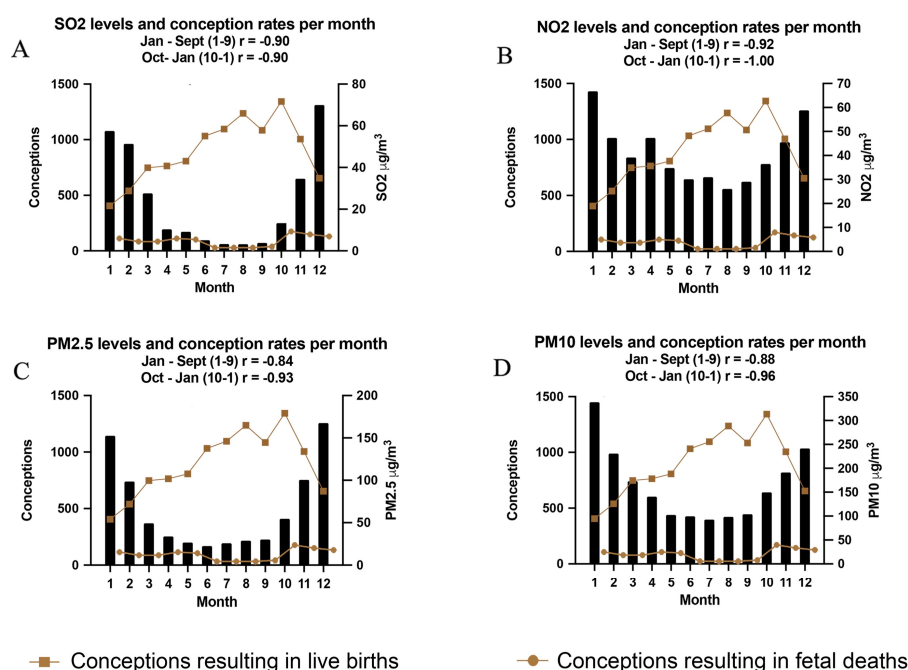 A
SO2 levels and conception rates per month
Jan - Sept (1-9) r = -0.90
Oct- Jan (10-1) r = -0.90
1500
1000
500
0
Conceptions
80
60
40
20
0
SO2 µg/m³
1 2 3 4 5 6 7 8 9 10 11 12
Month
B
NO2 levels and conception rates per month
Jan - Sept (1-9) r = -0.92
Oct - Jan (10-1) r = -1.00
1500
1000
500
0
Conceptions
70
60
50
40
30
20
10
0
NO2 µg/m³
1 2 3 4 5 6 7 8 9 10 11 12
Month
C
PM2.5 levels and conception rates per month
Jan - Sept (1-9) r = -0.84
Oct - Jan (10-1) r = -0.93
1500
1000
500
0
Conceptions
200
150
100
50
0
PM2.5 µg/m³
1 2 3 4 5 6 7 8 9 10 11 12
Month
D
PM10 levels and conception rates per month
Jan - Sept (1-9) r = -0.88
Oct - Jan (10-1) r = -0.96
1500
1000
500
0
Conceptions
350
300
250
200
150
100
50
0
PM10 µg/m³
1 2 3 4 5 6 7 8 9 10 11 12
Month
Conceptions resulting in live births
Conceptions resulting in fetal deaths